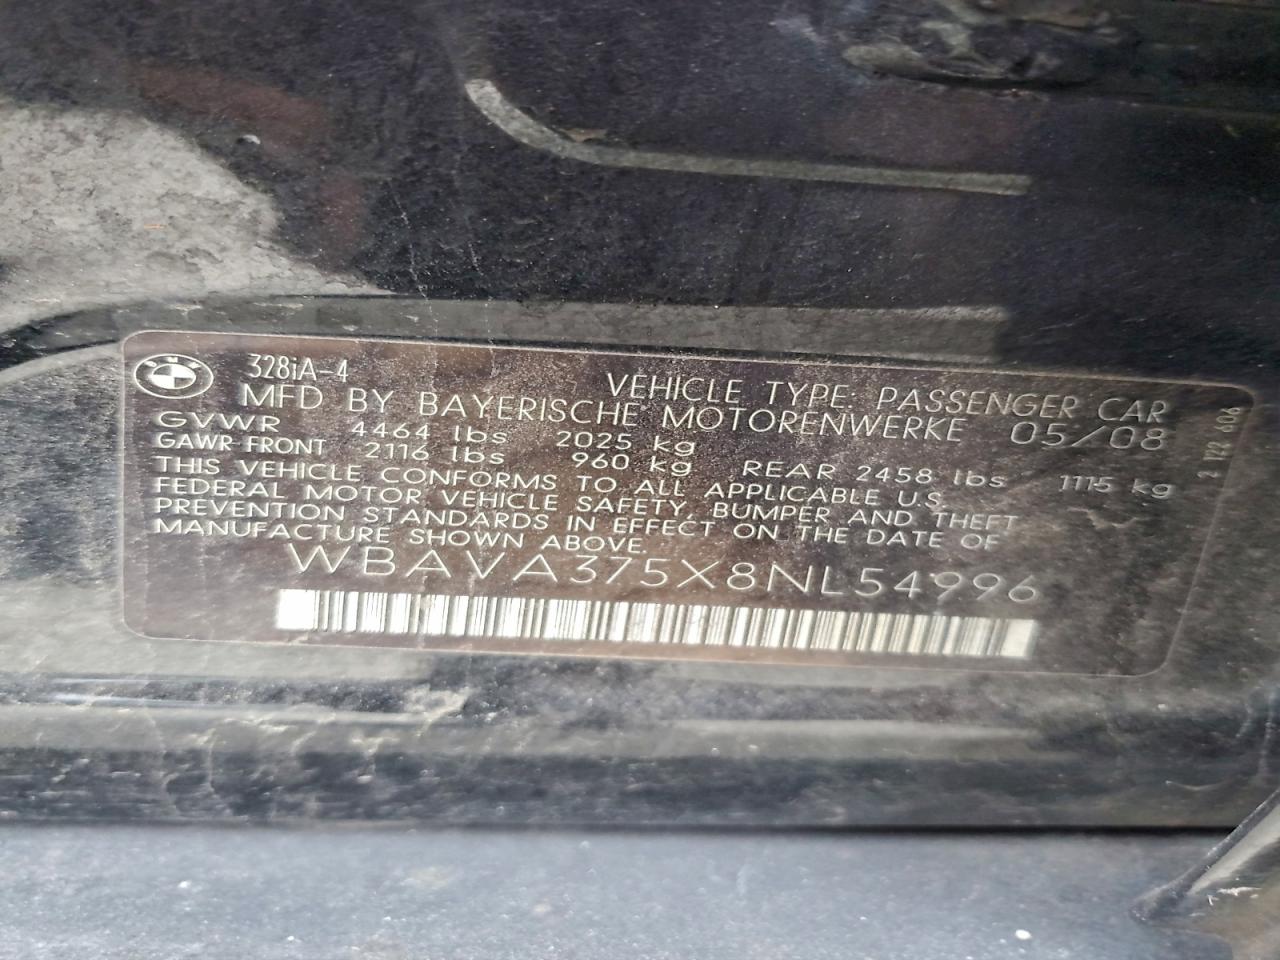 328iA-4
VEHICLE TYPE PASSENGER CAR
MFD BY BAYERISCHE MOTORENWERKE 05/08
GVWR 4464 lbs 2025 kg
GAWR FRONT 2116 lbs 960 kg REAR 2458 lbs 1115 kg
THIS VEHICLE CONFORMS TO ALL APPLICABLE U.S.
FEDERAL MOTOR VEHICLE SAFETY, BUMPER AND THEFT
PREVENTION STANDARDS IN EFFECT ON THE DATE OF
MANUFACTURE SHOWN ABOVE.
WBAVA375X8NL54996